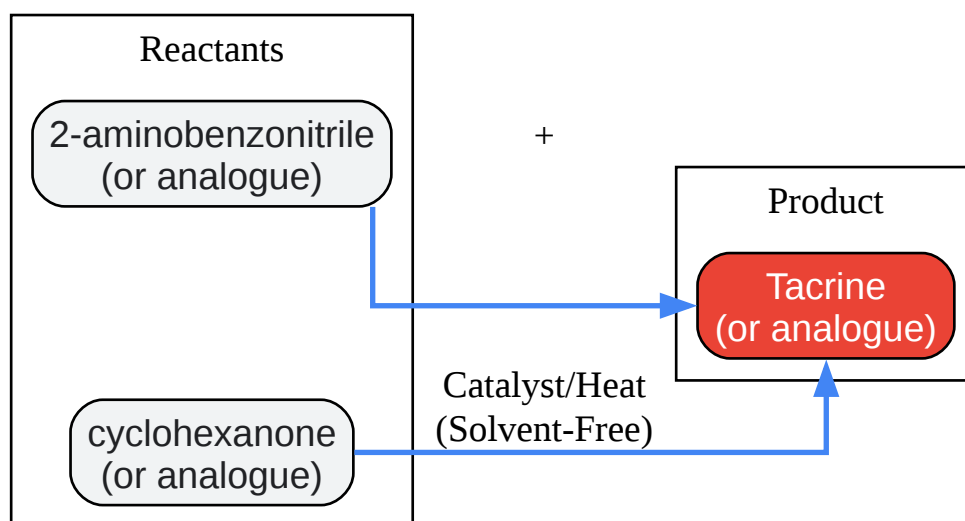 Reactants
2-aminobenzonitrile
(or analogue)
+
Product
Tacrine
(or analogue)
Catalyst/Heat
(Solvent-Free)
cyclohexanone
(or analogue)